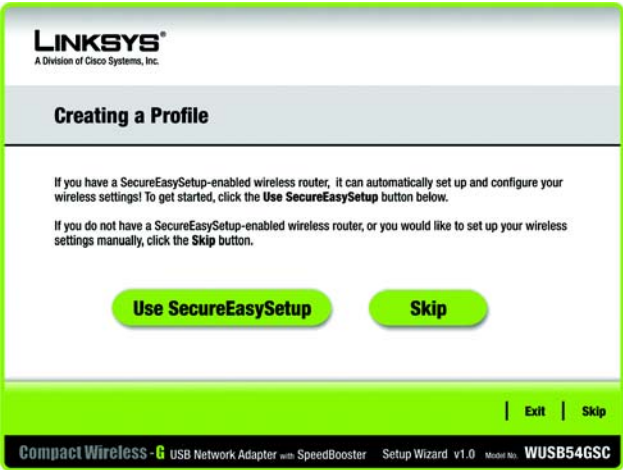 LINKSYS®
A Division of Cisco Systems, Inc.
Creating a Profile
If you have a SecureEasySetup-enabled wireless router, it can automatically set up and configure your
wireless settings! To get started, click the Use SecureEasySetup button below.
If you do not have a SecureEasySetup-enabled wireless router, or you would like to set up your wireless
settings manually, click the Skip button.
Use SecureEasySetup Skip
Exit Skip
Compact Wireless-G USB Network Adapter with SpeedBooster Setup Wizard v1.0 Model No. WUSB54GSC